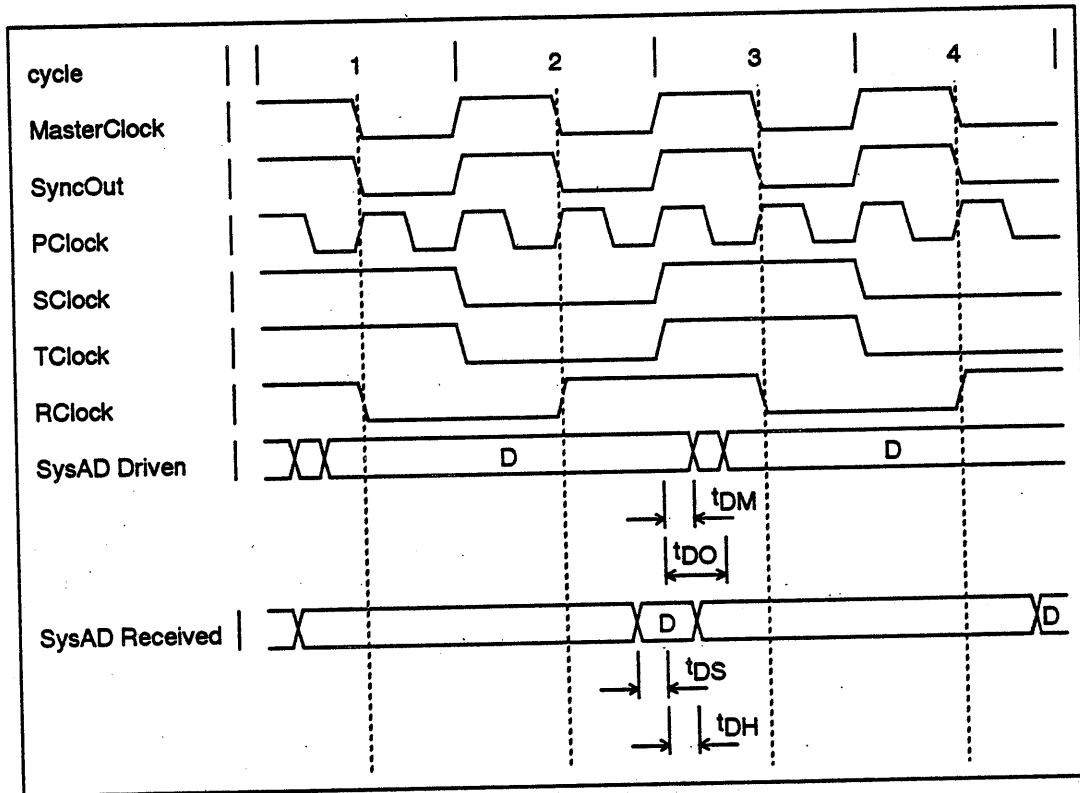 cycle 1 2 3 4
MasterClock
SyncOut
PClock
SClock
TClock
RClock
SysAD Driven D D
tDM
tDO
SysAD Received D D
tDS
tDH